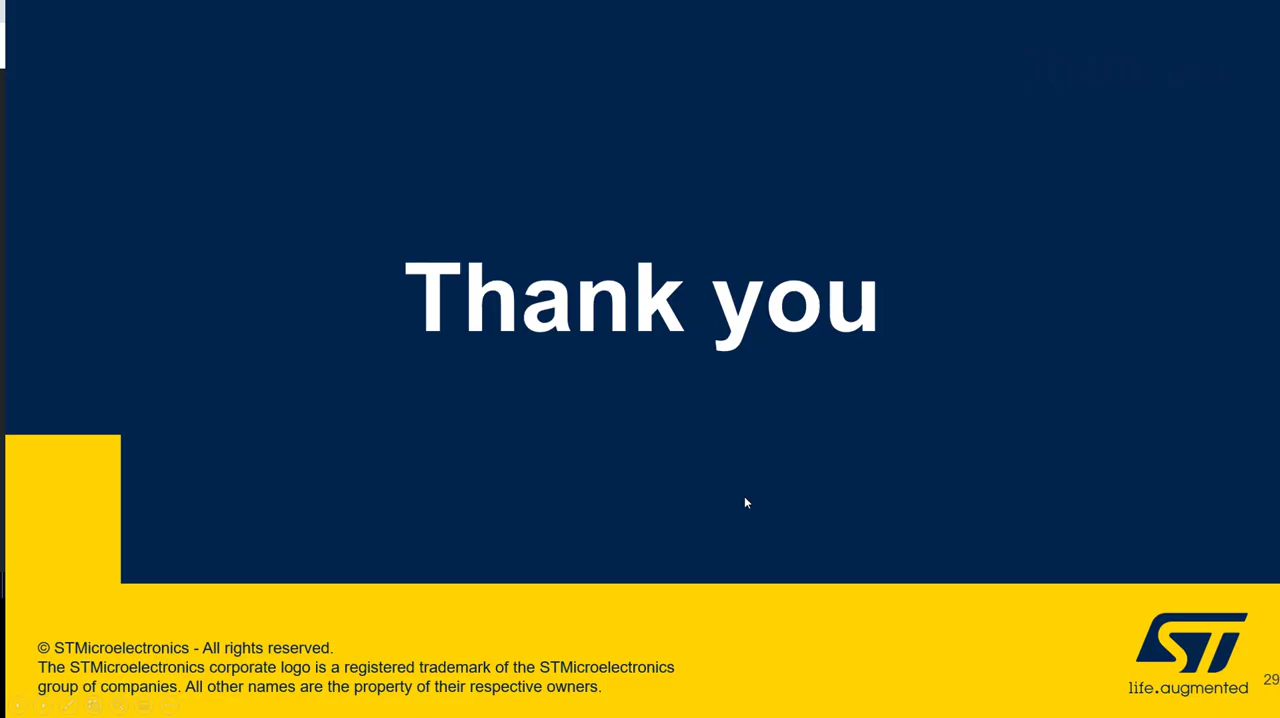 Thank you
© STMicroelectronics - All rights reserved.
The STMicroelectronics corporate logo is a registered trademark of the STMicroelectronics
group of companies. All other names are the property of their respective owners.
ST
life.augmented
29